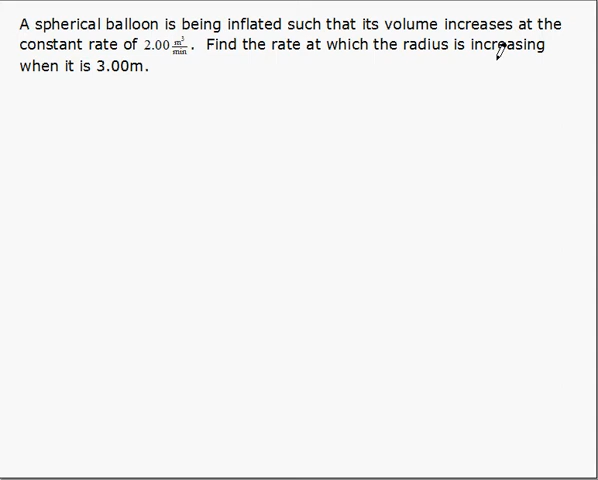 A spherical balloon is being inflated such that its volume increases at the
constant rate of 2.00 m³/min. Find the rate at which the radius is increasing
when it is 3.00m.